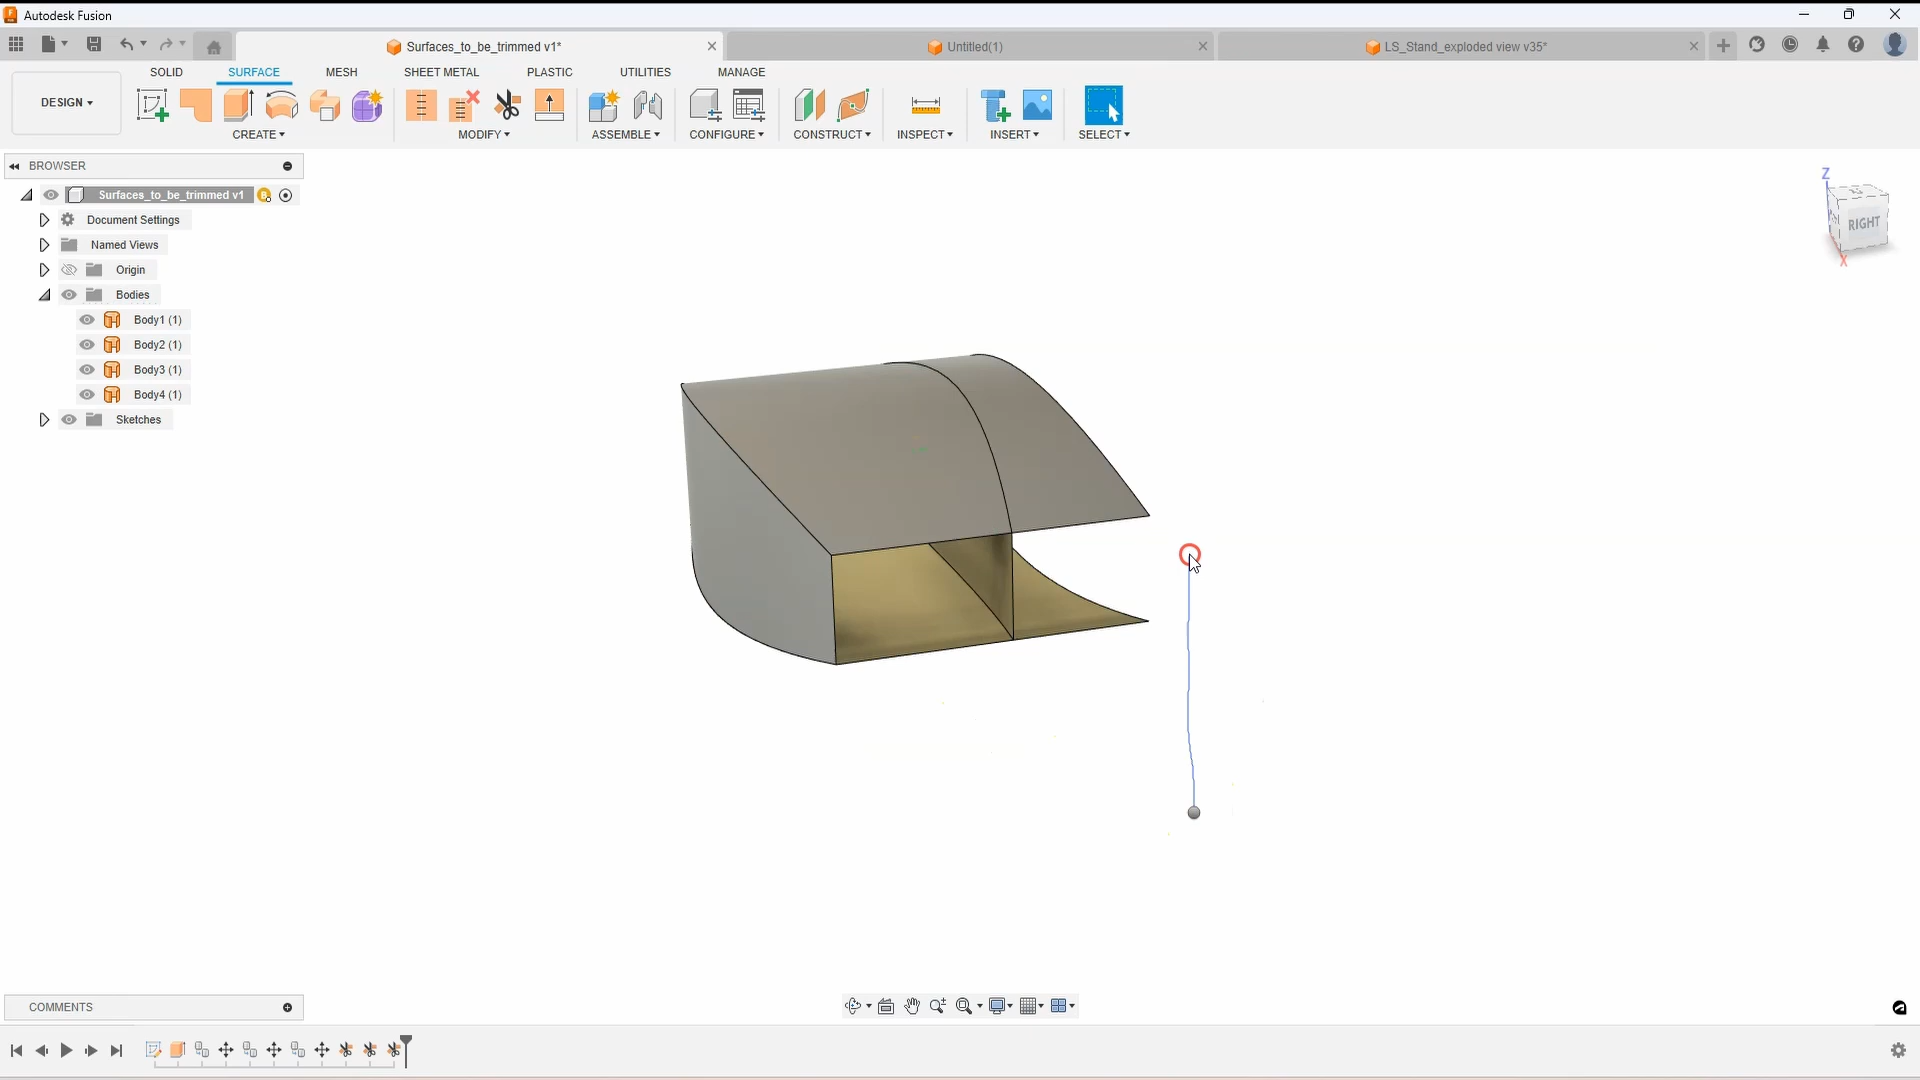 Autodesk Fusion
Surfaces_to_be_trimmed v1*
Untitled(1)
LS_Stand_exploded view v35*
SOLID SURFACE MESH SHEET METAL PLASTIC UTILITIES MANAGE
DESIGN
CREATE MODIFY ASSEMBLE CONFIGURE CONSTRUCT INSPECT INSERT SELECT
BROWSER
Surfaces_to_be_trimmed v1
Document Settings
Named Views
Origin
Bodies
Body1 (1)
Body2 (1)
Body3 (1)
Body4 (1)
Sketches
Z
RIGHT
X
COMMENTS